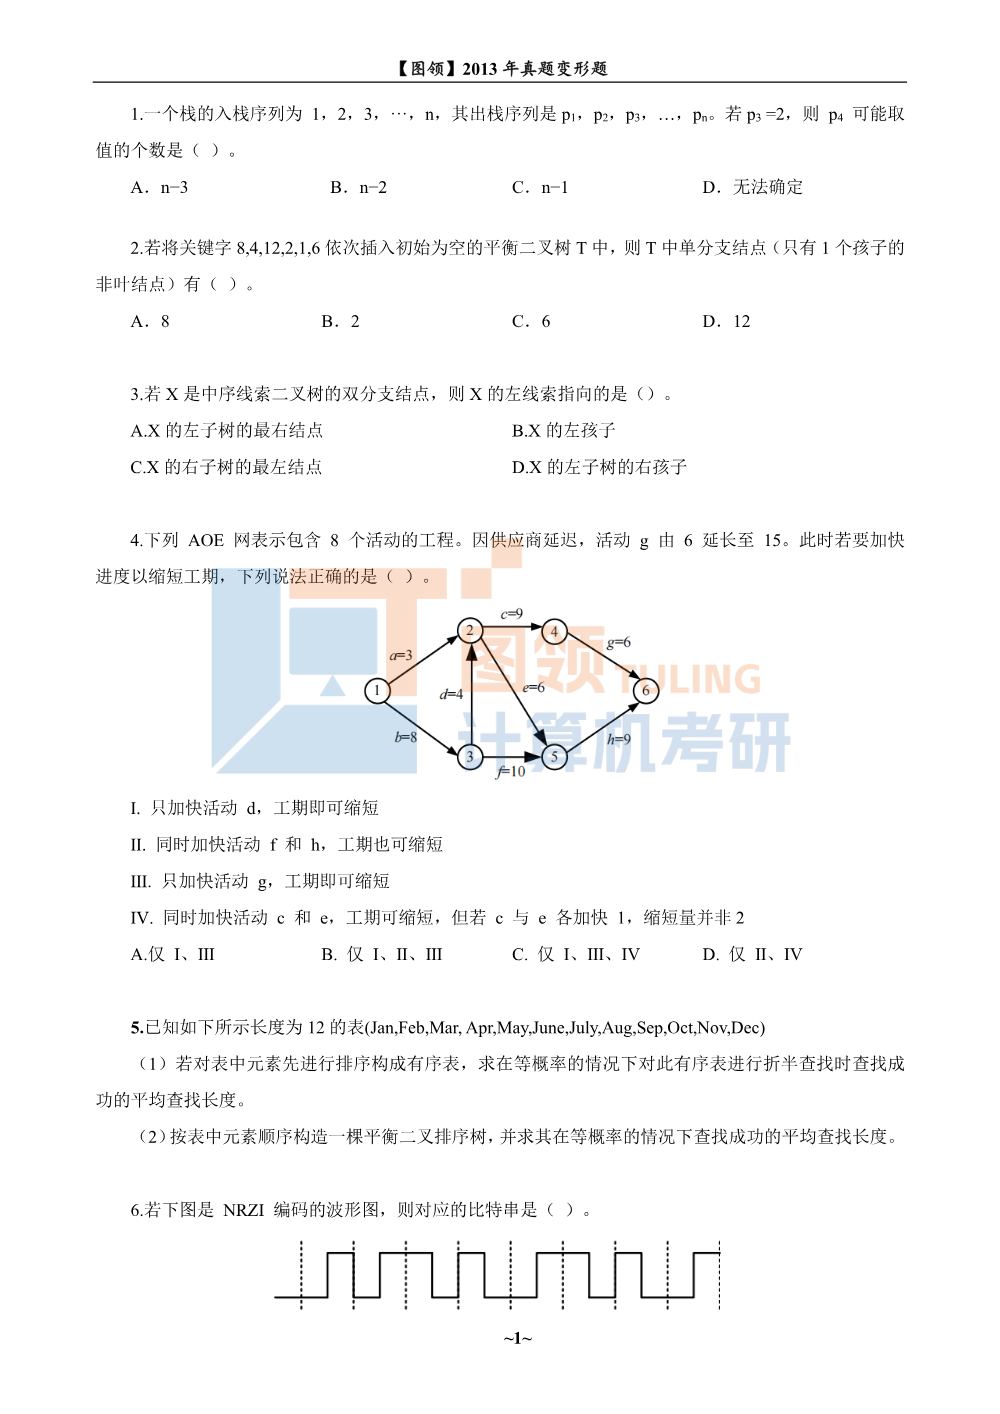 【图领】2013 年真题变形题
1.一个栈的入栈序列为 1，2，3，…，n，其出栈序列是 p1，p2，p3，…，pn。若 p3 =2，则 p4 可能取
值的个数是（ ）。
A．n−3 B．n−2 C．n−1 D．无法确定
2.若将关键字 8,4,12,2,1,6 依次插入初始为空的平衡二叉树 T 中，则 T 中单分支结点（只有 1 个孩子的
非叶结点）有（ ）。
A．8 B．2 C．6 D．12
3.若 X 是中序线索二叉树的双分支结点，则 X 的左线索指向的是（）。
A.X 的左子树的最右结点 B.X 的左孩子
C.X 的右子树的最左结点 D.X 的左子树的右孩子
4.下列 AOE 网表示包含 8 个活动的工程。因供应商延迟，活动 g 由 6 延长至 15。此时若要加快
进度以缩短工期，下列说法正确的是（ ）。
c=9
2 4
g=6
a=3
图领 TULING
1 d=4 e=6 6
计算机考研
b=8 h=9
3 5
f=10
I. 只加快活动 d，工期即可缩短
II. 同时加快活动 f 和 h，工期也可缩短
III. 只加快活动 g，工期即可缩短
IV. 同时加快活动 c 和 e，工期可缩短，但若 c 与 e 各加快 1，缩短量并非 2
A.仅 I、III B. 仅 I、II、III C. 仅 I、III、IV D. 仅 II、IV
5.已知如下所示长度为 12 的表(Jan,Feb,Mar, Apr,May,June,July,Aug,Sep,Oct,Nov,Dec)
（1）若对表中元素先进行排序构成有序表，求在等概率的情况下对此有序表进行折半查找时查找成
功的平均查找长度。
（2）按表中元素顺序构造一棵平衡二叉排序树，并求其在等概率的情况下查找成功的平均查找长度。
6.若下图是 NRZI 编码的波形图，则对应的比特串是（ ）。
~1~